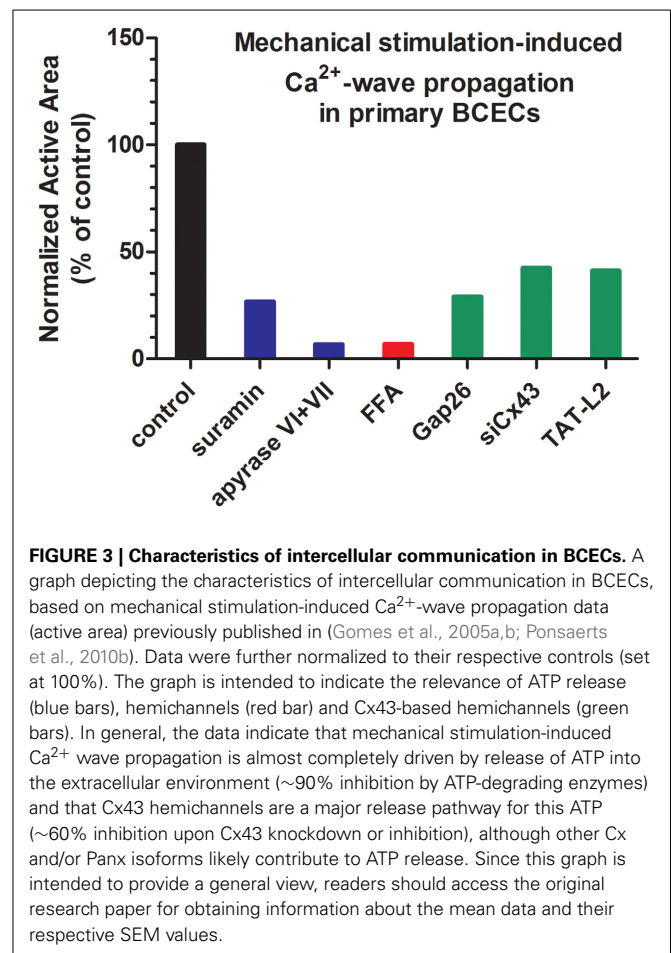 Mechanical stimulation-induced
Ca2+-wave propagation
in primary BCECs
Normalized Active Area
(% of control)
150
100
50
0
control
suramin
apyrase VI+VII
FFA
Gap26
siCx43
TAT-L2
FIGURE 3 | Characteristics of intercellular communication in BCECs. A
graph depicting the characteristics of intercellular communication in BCECs,
based on mechanical stimulation-induced Ca2+-wave propagation data
(active area) previously published in (Gomes et al., 2005a,b; Ponsaerts
et al., 2010b). Data were further normalized to their respective controls (set
at 100%). The graph is intended to indicate the relevance of ATP release
(blue bars), hemichannels (red bar) and Cx43-based hemichannels (green
bars). In general, the data indicate that mechanical stimulation-induced
Ca2+ wave propagation is almost completely driven by release of ATP into
the extracellular environment (∼90% inhibition by ATP-degrading enzymes)
and that Cx43 hemichannels are a major release pathway for this ATP
(∼60% inhibition upon Cx43 knockdown or inhibition), although other Cx
and/or Panx isoforms likely contribute to ATP release. Since this graph is
intended to provide a general view, readers should access the original
research paper for obtaining information about the mean data and their
respective SEM values.